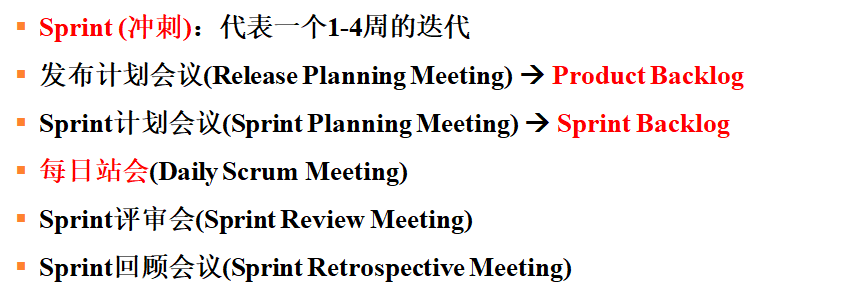 Sprint (冲刺)：代表一个1-4周的迭代
发布计划会议(Release Planning Meeting) → Product Backlog
Sprint计划会议(Sprint Planning Meeting) → Sprint Backlog
每日站会(Daily Scrum Meeting)
Sprint评审会(Sprint Review Meeting)
Sprint回顾会议(Sprint Retrospective Meeting)